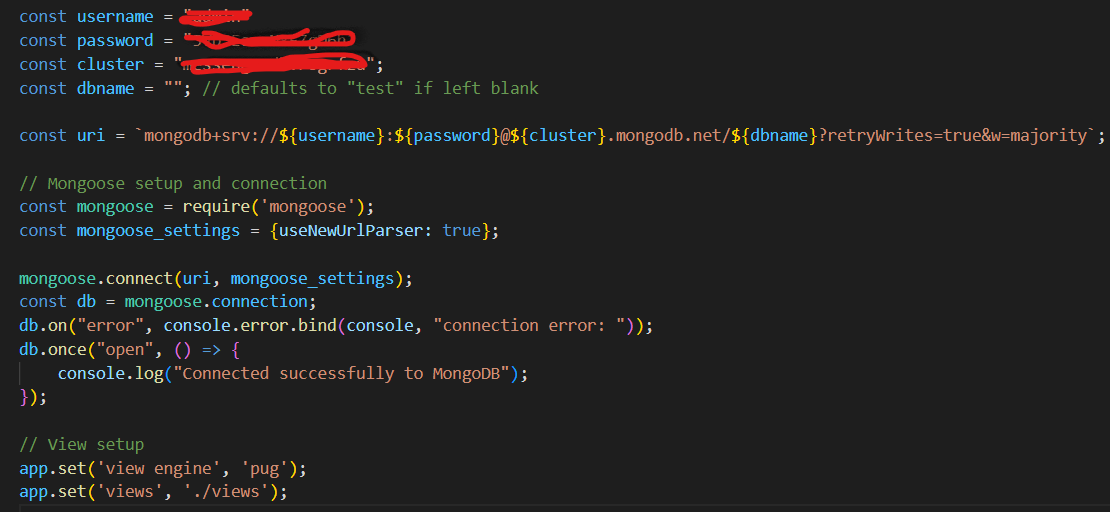 const username =
const password =
const cluster = ";
const dbname = ""; // defaults to "test" if left blank
const uri = `mongodb+srv://${username}:${password}@${cluster}.mongodb.net/${dbname}?retryWrites=true&w=majority`;
// Mongoose setup and connection
const mongoose = require('mongoose');
const mongoose_settings = {useNewUrlParser: true};
mongoose.connect(uri, mongoose_settings);
const db = mongoose.connection;
db.on("error", console.error.bind(console, "connection error: "));
db.once("open", () => {
console.log("Connected successfully to MongoDB");
});
// View setup
app.set('view engine', 'pug');
app.set('views', './views');